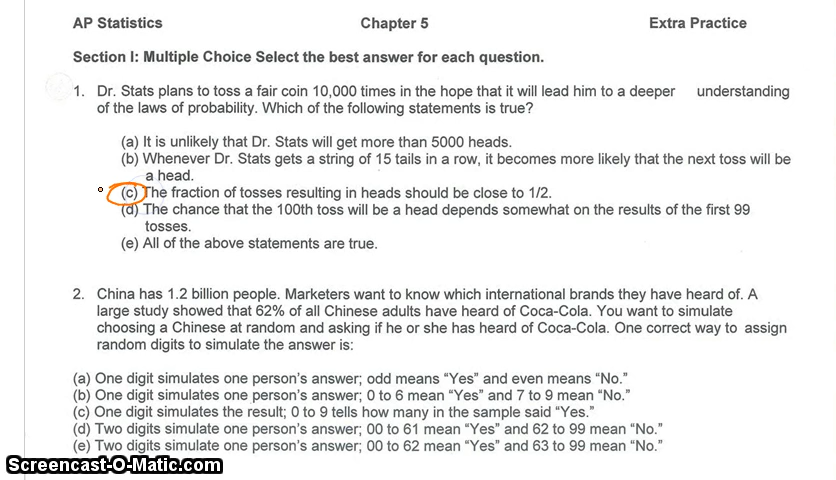 AP Statistics Chapter 5 Extra Practice
Section I: Multiple Choice Select the best answer for each question.
1. Dr. Stats plans to toss a fair coin 10,000 times in the hope that it will lead him to a deeper understanding
of the laws of probability. Which of the following statements is true?
(a) It is unlikely that Dr. Stats will get more than 5000 heads.
(b) Whenever Dr. Stats gets a string of 15 tails in a row, it becomes more likely that the next toss will be
a head.
(c) The fraction of tosses resulting in heads should be close to 1/2.
(d) The chance that the 100th toss will be a head depends somewhat on the results of the first 99
tosses.
(e) All of the above statements are true.
2. China has 1.2 billion people. Marketers want to know which international brands they have heard of. A
large study showed that 62% of all Chinese adults have heard of Coca-Cola. You want to simulate
choosing a Chinese at random and asking if he or she has heard of Coca-Cola. One correct way to assign
random digits to simulate the answer is:
(a) One digit simulates one person's answer; odd means “Yes” and even means “No.”
(b) One digit simulates one person's answer; 0 to 6 mean “Yes” and 7 to 9 mean “No.”
(c) One digit simulates the result; 0 to 9 tells how many in the sample said “Yes.”
(d) Two digits simulate one person's answer; 00 to 61 mean “Yes” and 62 to 99 mean “No.”
(e) Two digits simulate one person's answer; 00 to 62 mean “Yes” and 63 to 99 mean “No.”
Screencast-O-Matic.com